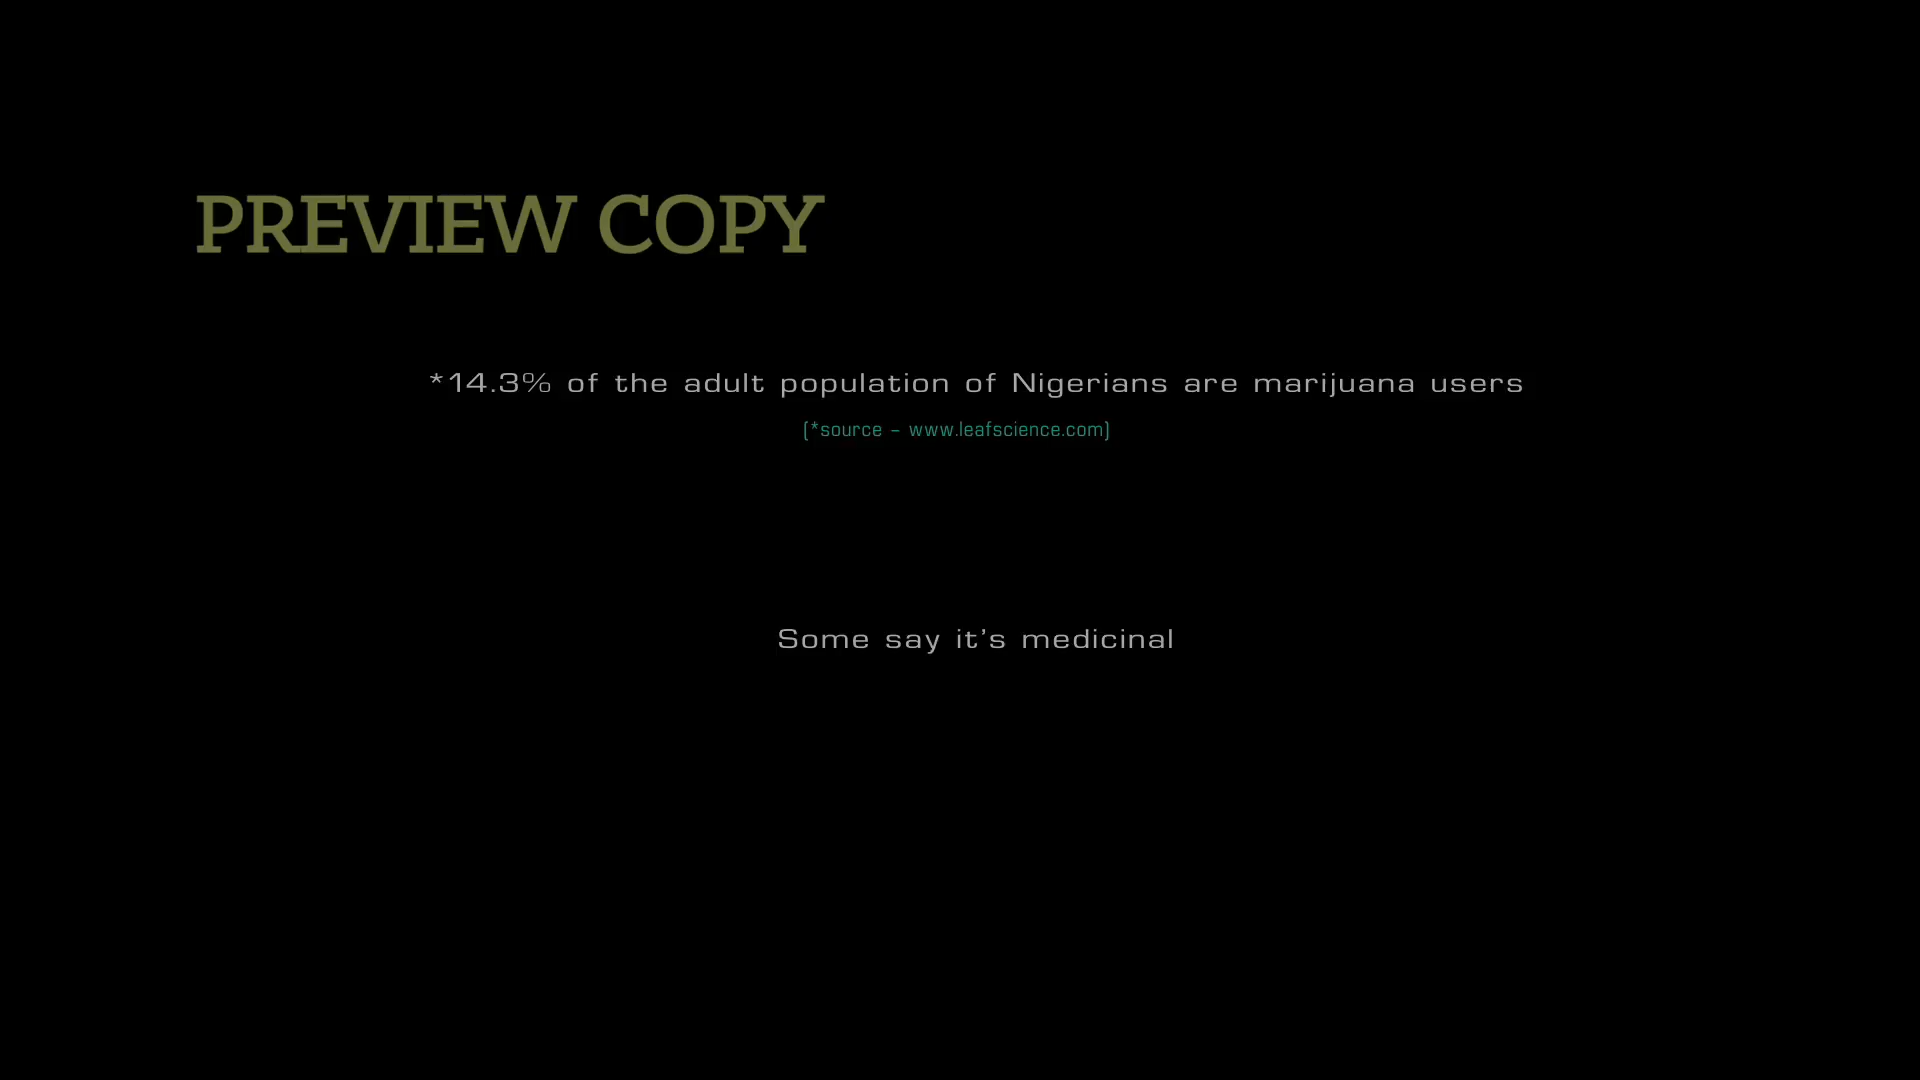 PREVIEW COPY
*14.3% of the adult population of Nigerians are marijuana users
(*source – www.leafscience.com)
Some say it’s medicinal